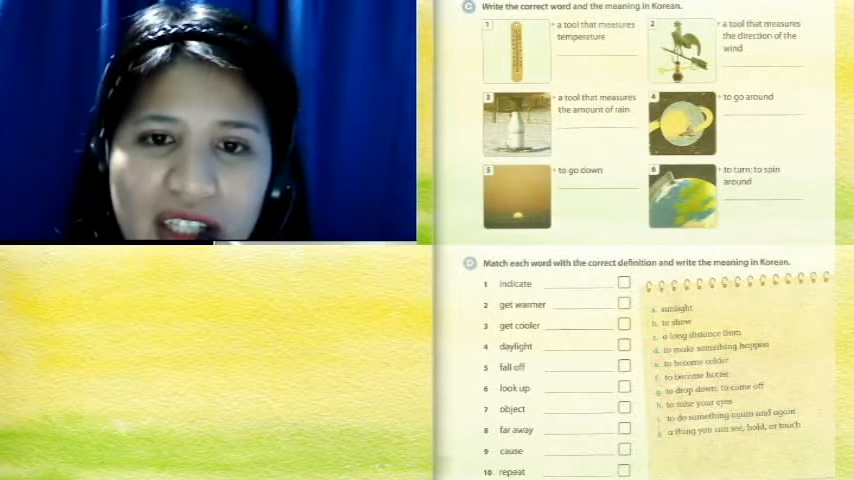 C Write the correct word and the meaning in Korean.
1 • a tool that measures
temperature
2 • a tool that measures
the direction of the
wind
3 • a tool that measures
the amount of rain
4 • to go around
5 • to go down
6 • to turn; to spin
around
D Match each word with the correct definition and write the meaning in Korean.
1 indicate
2 get warmer
3 get cooler
4 daylight
5 fall off
6 look up
7 object
8 far away
9 cause
10 repeat
a. sunlight
b. to show
c. a long distance from
d. to make something happen
e. to become colder
f. to become hotter
g. to drop down; to come off
h. to raise your eyes
i. to do something again and again
j. a thing you can see, hold, or touch